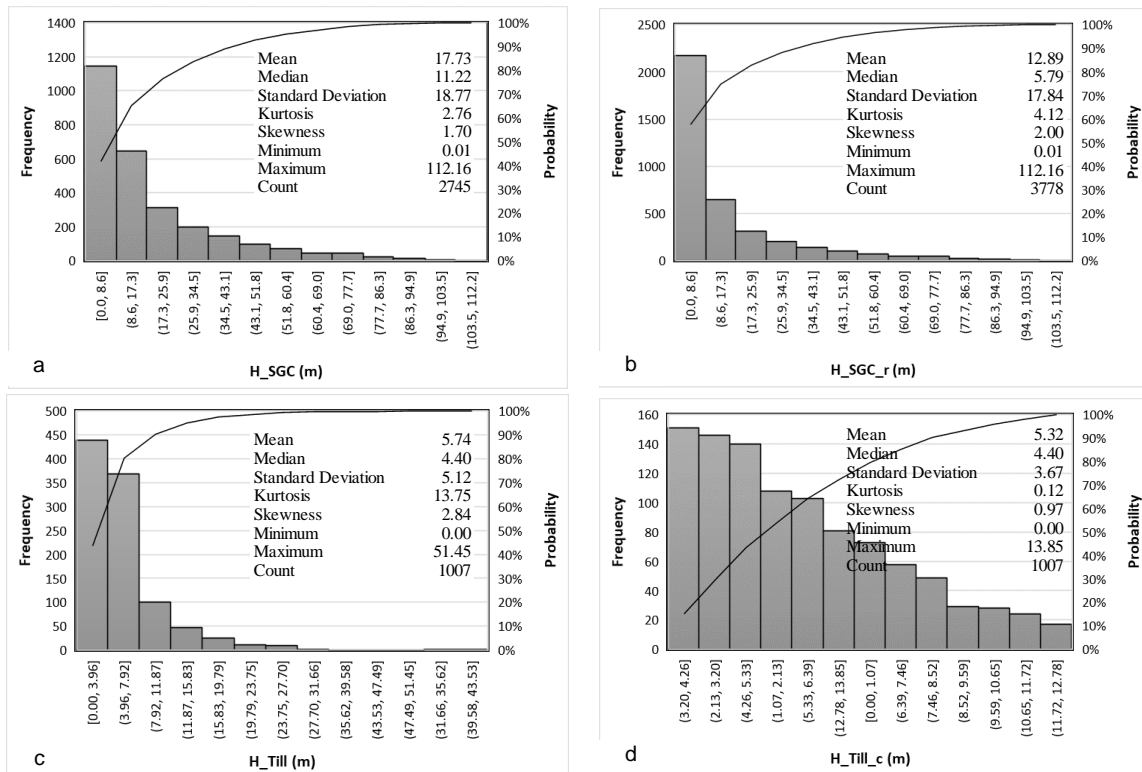 1400
1200
1000
800
600
400
200
0
Frequency
100%
90%
80%
70%
60%
50%
40%
30%
20%
10%
0%
Probability
Mean 17.73
Median 11.22
Standard Deviation 18.77
Kurtosis 2.76
Skewness 1.70
Minimum 0.01
Maximum 112.16
Count 2745
[0.0, 8.6]
(8.6, 17.3]
(17.3, 25.9]
(25.9, 34.5]
(34.5, 43.1]
(43.1, 51.8]
(51.8, 60.4]
(60.4, 69.0]
(69.0, 77.7]
(77.7, 86.3]
(86.3, 94.9]
(94.9, 103.5]
(103.5, 112.2]
a
H_SGC (m)
2500
2000
1500
1000
500
0
Frequency
100%
90%
80%
70%
60%
50%
40%
30%
20%
10%
0%
Probability
Mean 12.89
Median 5.79
Standard Deviation 17.84
Kurtosis 4.12
Skewness 2.00
Minimum 0.01
Maximum 112.16
Count 3778
[0.0, 8.6]
(8.6, 17.3]
(17.3, 25.9]
(25.9, 34.5]
(34.5, 43.1]
(43.1, 51.8]
(51.8, 60.4]
(60.4, 69.0]
(69.0, 77.7]
(77.7, 86.3]
(86.3, 94.9]
(94.9, 103.5]
(103.5, 112.2]
b
H_SGC_r (m)
500
450
400
350
300
250
200
150
100
50
0
Frequency
100%
90%
80%
70%
60%
50%
40%
30%
20%
10%
0%
Probability
Mean 5.74
Median 4.40
Standard Deviation 5.12
Kurtosis 13.75
Skewness 2.84
Minimum 0.00
Maximum 51.45
Count 1007
[0.00, 3.96]
(3.96, 7.92]
(7.92, 11.87]
(11.87, 15.83]
(15.83, 19.79]
(19.79, 23.75]
(23.75, 27.70]
(27.70, 31.66]
(35.62, 39.58]
(43.53, 47.49]
(47.49, 51.45]
(31.66, 35.62]
(39.58, 43.53]
c
H_Till (m)
160
140
120
100
80
60
40
20
0
Frequency
100%
90%
80%
70%
60%
50%
40%
30%
20%
10%
0%
Probability
Mean 5.32
Median 4.40
Standard Deviation 3.67
Kurtosis 0.12
Skewness 0.97
Minimum 0.00
Maximum 13.85
Count 1007
(3.20, 4.26]
(2.13, 3.20]
(4.26, 5.33]
(1.07, 2.13]
(5.33, 6.39]
(12.78, 13.85]
[0.00, 1.07]
(6.39, 7.46]
(7.46, 8.52]
(8.52, 9.59]
(9.59, 10.65]
(10.65, 11.72]
(11.72, 12.78]
d
H_Till_c (m)